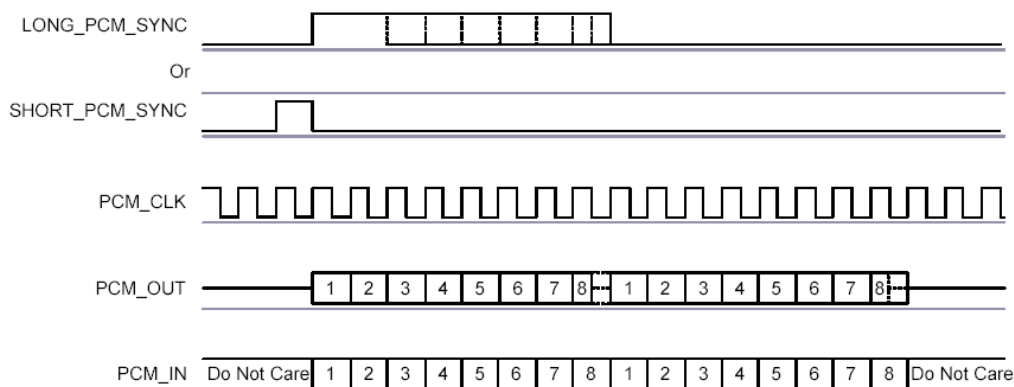 LONG_PCM_SYNC
Or
SHORT_PCM_SYNC
PCM_CLK
PCM_OUT 1 2 3 4 5 6 7 8 1 2 3 4 5 6 7 8
PCM_IN Do Not Care 1 2 3 4 5 6 7 8 1 2 3 4 5 6 7 8 Do Not Care